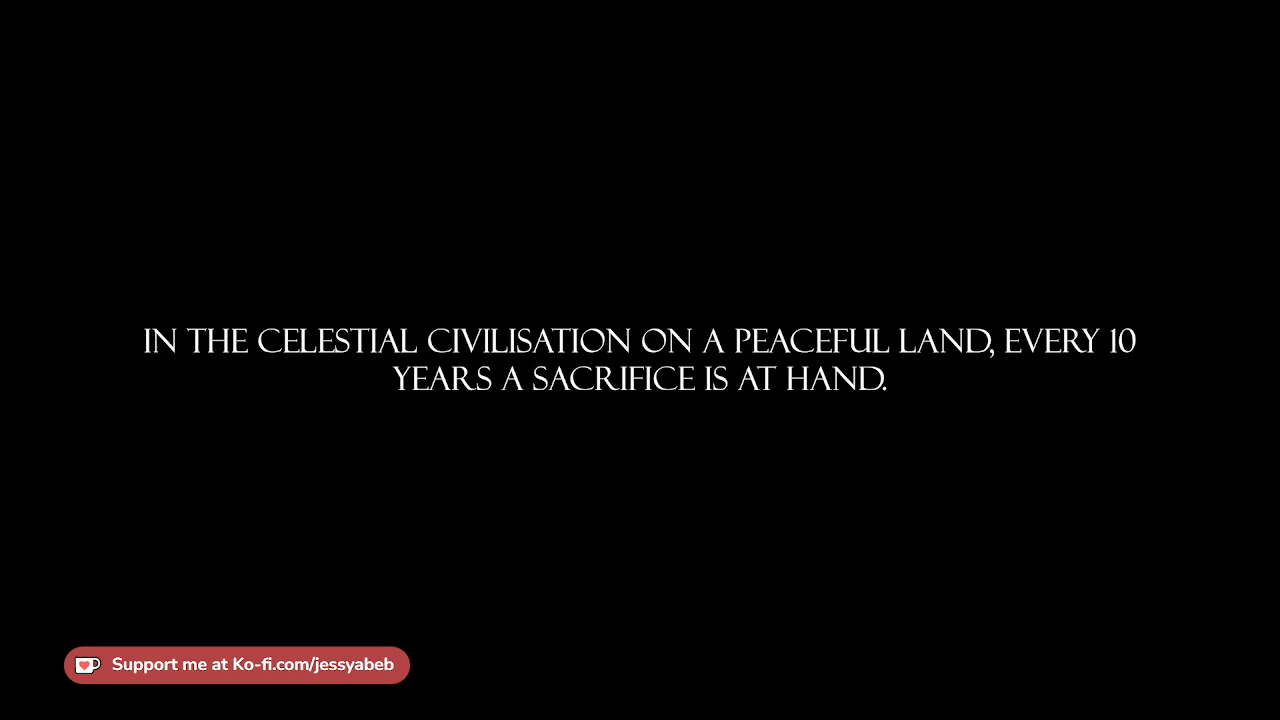 IN THE CELESTIAL CIVILISATION ON A PEACEFUL LAND, EVERY 10
YEARS A SACRIFICE IS AT HAND.
Support me at Ko-fi.com/jessyabeb